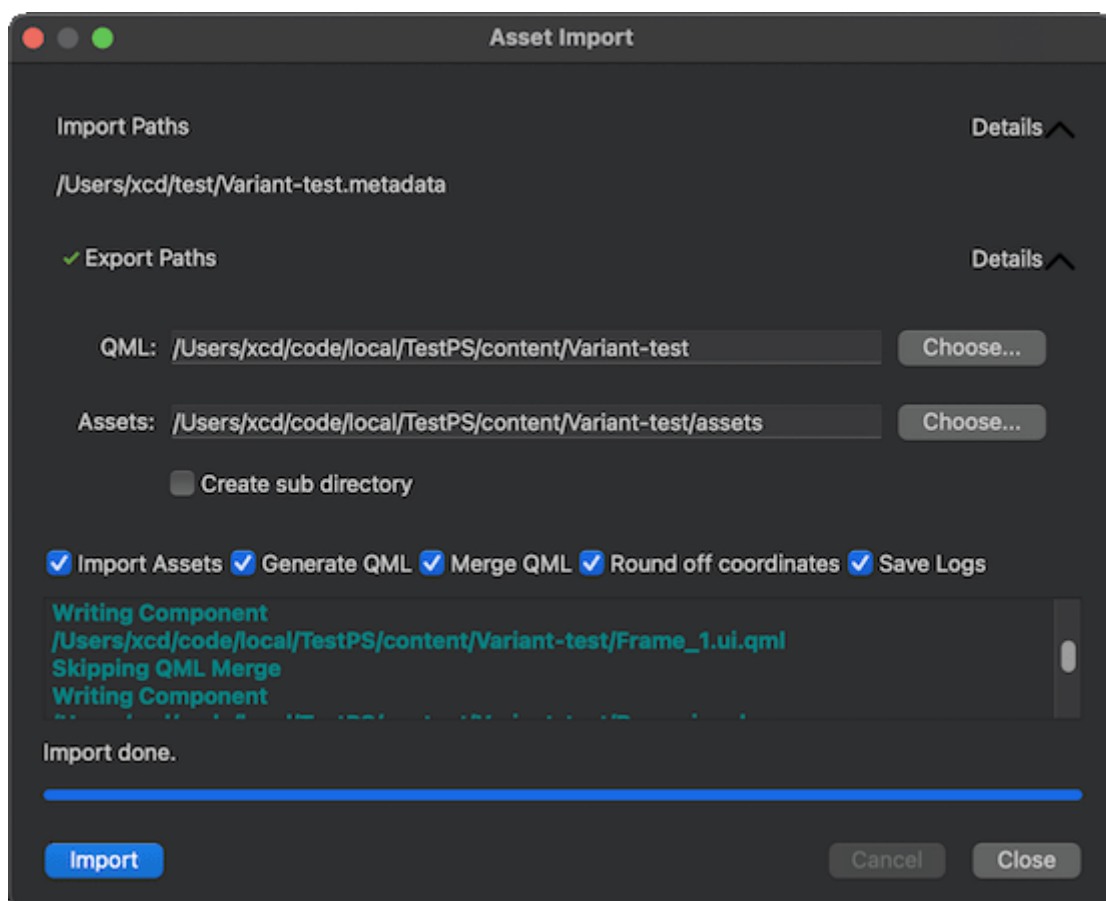 Asset Import
Import Paths Details
/Users/xcd/test/Variant-test.metadata
Export Paths Details
QML: /Users/xcd/code/local/TestPS/content/Variant-test Choose...
Assets: /Users/xcd/code/local/TestPS/content/Variant-test/assets Choose...
Create sub directory
Import Assets Generate QML Merge QML Round off coordinates Save Logs
Writing Component
/Users/xcd/code/local/TestPS/content/Variant-test/Frame_1.ui.qml
Skipping QML Merge
Writing Component
Import done.
Import Cancel Close